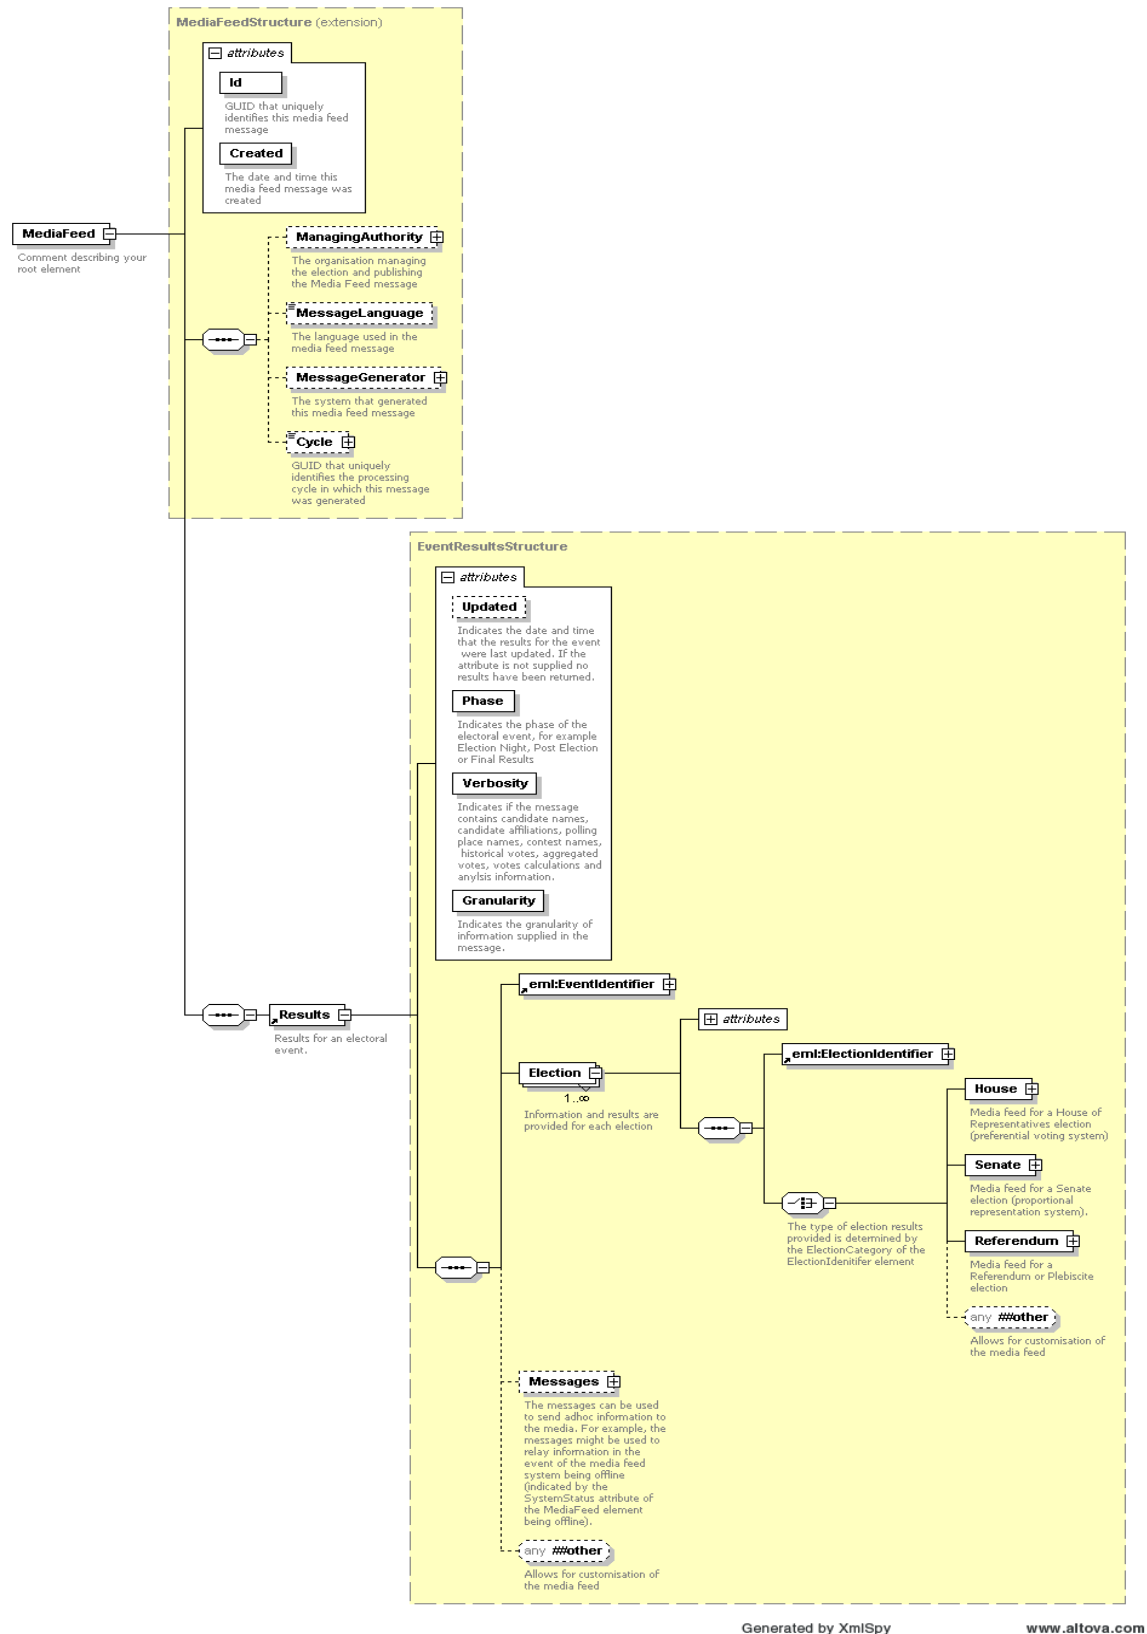 MediaFeedStructure (extension)
attributes
Id
GUID that uniquely
identifies this media feed
message
Created
The date and time this
media feed message was
created
MediaFeed
Comment describing your
root element
ManagingAuthority
The organisation managing
the election and publishing
the Media Feed message
MessageLanguage
The language used in the
media feed message
MessageGenerator
The system that generated
this media feed message
Cycle
GUID that uniquely
identifies the processing
cycle in which this message
was generated
EventResultsStructure
attributes
Updated
Indicates the date and time
that the results for the event
were last updated. If the
attribute is not supplied no
results have been returned.
Phase
Indicates the phase of the
electoral event, for example
Election Night, Post Election
or Final Results
Verbosity
Indicates if the message
contains candidate names,
candidate affiliations, polling
place names, contest names,
historical votes, aggregated
votes, votes calculations and
anylsis information.
Granularity
Indicates the granularity of
information supplied in the
message.
Results
Results for an electoral
event.
eml:EventIdentifier
Election
1..∞
Information and results are
provided for each election
attributes
eml:ElectionIdentifier
House
Media feed for a House of
Representatives election
(preferential voting system)
Senate
Media feed for a Senate
election (proportional
representation system).
The type of election results
provided is determined by
the ElectionCategory of the
ElectionIdenitifer element
Referendum
Media feed for a
Referendum or Plebiscite
election
any ##other
Allows for customisation of
the media feed
Messages
The messages can be used
to send adhoc information to
the media. For example, the
messages might be used to
relay information in the
event of the media feed
system being offline
(indicated by the
SystemStatus attribute of
the MediaFeed element
being offline).
any ##other
Allows for customisation of
the media feed
Generated by XmlSpy www.altova.com